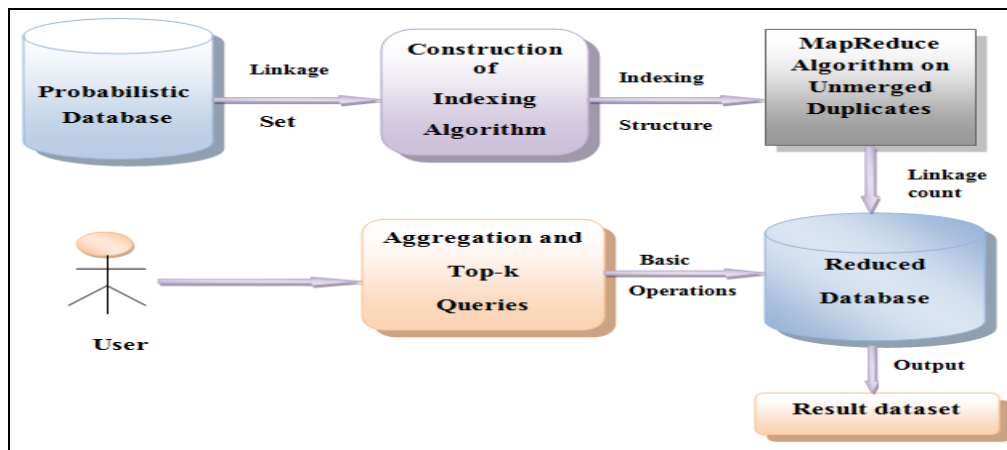 Probabilistic
Database
Linkage
Set
Construction
of
Indexing
Algorithm
Indexing
Structure
MapReduce
Algorithm on
Unmerged
Duplicates
Linkage
count
User
Aggregation and
Top-k
Queries
Basic
Operations
Reduced
Database
Output
Result dataset